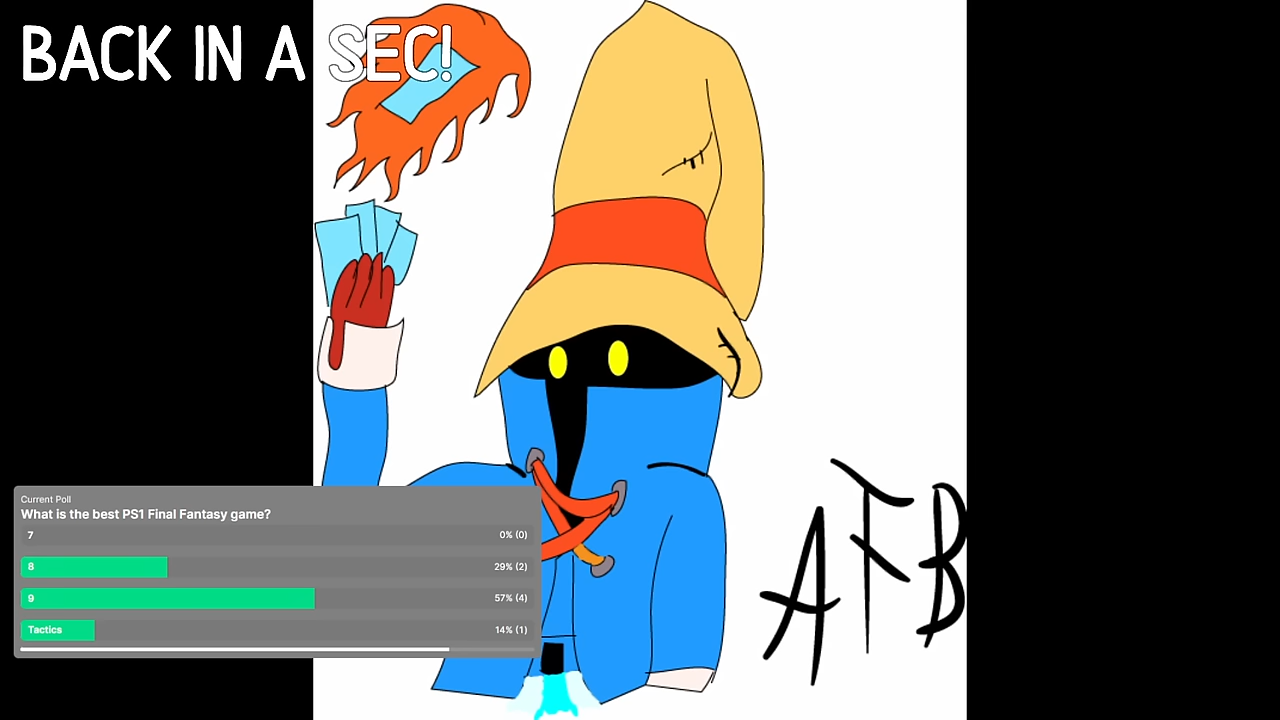 BACK IN A SEC!
Current Poll
What is the best PS1 Final Fantasy game?
7 0% (0)
8 29% (2)
9 57% (4)
Tactics 14% (1)
AFB